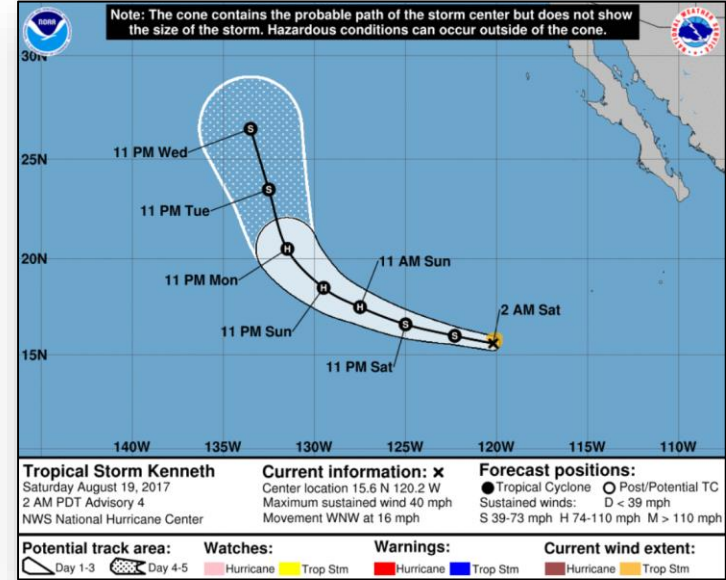 Note: The cone contains the probable path of the storm center but does not show
the size of the storm. Hazardous conditions can occur outside of the cone.
NOAA
NATIONAL WEATHER SERVICE
30N
11 PM Wed
25N
11 PM Tue
20N
11 AM Sun
11 PM Mon
2 AM Sat
11 PM Sun
11 PM Sat
15N
S
S
H
H
H
S
S
140W 135W 130W 125W 120W 115W 110W
Tropical Storm Kenneth
Saturday August 19, 2017
2 AM PDT Advisory 4
NWS National Hurricane Center
Current information: ×
Center location 15.6 N 120.2 W
Maximum sustained wind 40 mph
Movement WNW at 16 mph
Forecast positions:
● Tropical Cyclone ○ Post/Potential TC
Sustained winds: D < 39 mph
S 39-73 mph H 74-110 mph M > 110 mph
Potential track area:
Day 1-3 Day 4-5
Watches:
Hurricane Trop Stm
Warnings:
Hurricane Trop Stm
Current wind extent:
Hurricane Trop Stm